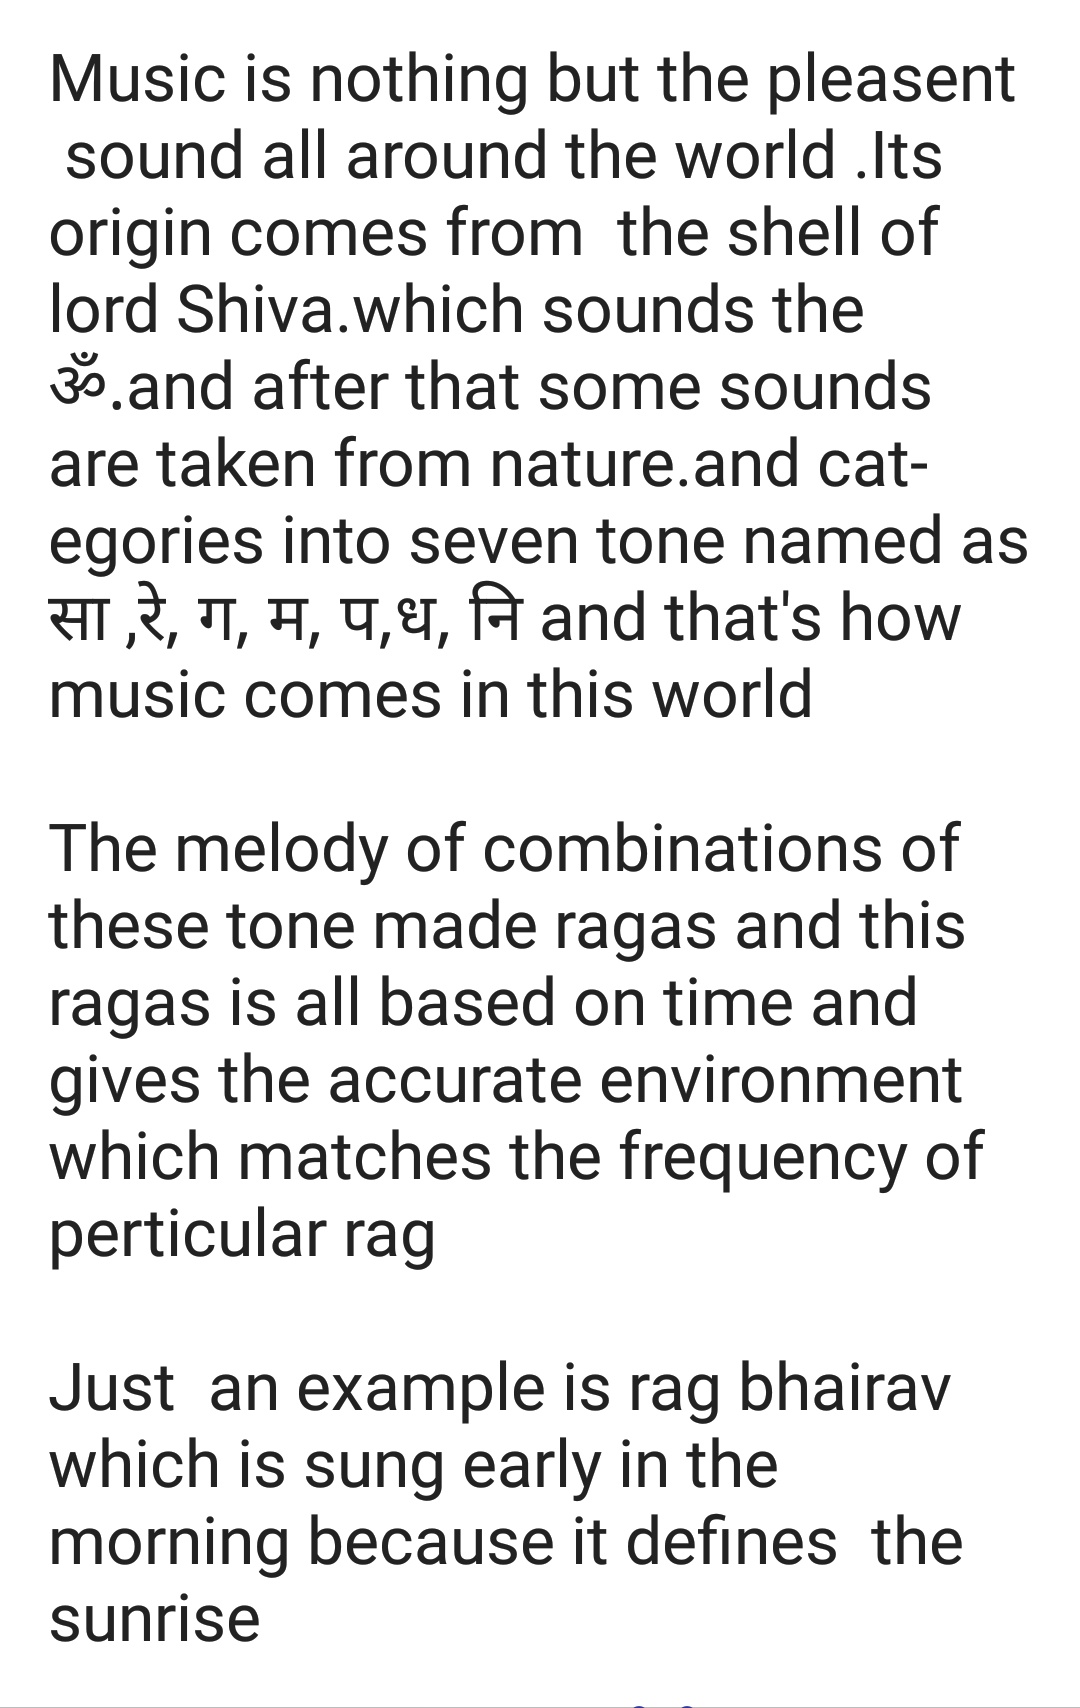 Music is nothing but the pleasent
sound all around the world .Its
origin comes from  the shell of
lord Shiva.which sounds the
ॐ.and after that some sounds
are taken from nature.and cat-
egories into seven tone named as
सा ,रे, ग, म, प,ध, नि and that's how
music comes in this world

The melody of combinations of
these tone made ragas and this
ragas is all based on time and
gives the accurate environment
which matches the frequency of
perticular rag

Just  an example is rag bhairav
which is sung early in the
morning because it defines  the
sunrise